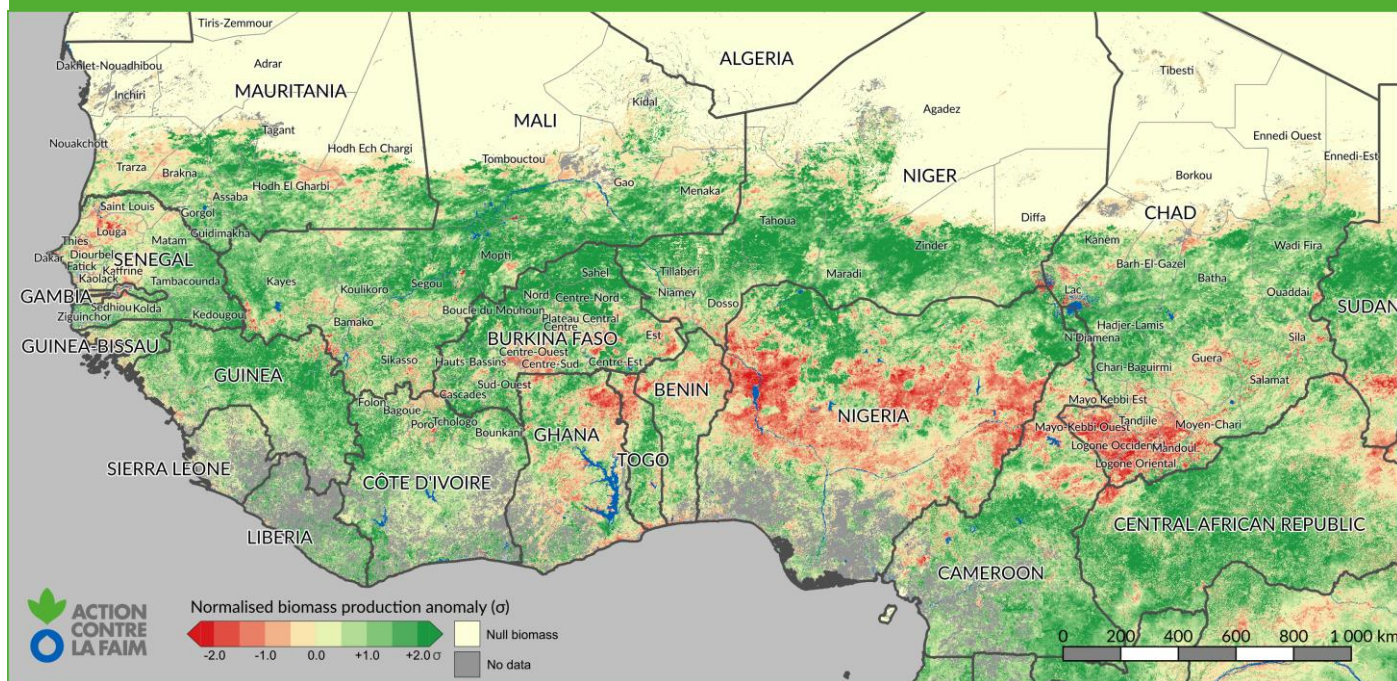 Tiris-Zemmour
Dakhlet-Nouadhibou
Adrar
ALGERIA
Tibesti
Inchiri
MAURITANIA
Kidal
Agadez
MALI
Nouakchott
Tagant
Ennedi Ouest
Hodh Ech Chargi
Tombouctou
Ennedi-Est
Trarza
Brakna
Hodh El Gharbi
Gao
Menaka
NIGER
Borkou
Assaba
Saint Louis
Gorgol
Tahoua
Diffa
CHAD
Louga
Guidimakha
Thiès
Matam
Zinder
Kanem
Wadi Fira
Dakar
Diourbel
SENEGAL
Mopti
Fatick
Kaffrine
Sahel
Tillabéri
Maradi
Barh-El-Gazel
Batha
Kaolack
Tambacounda
Kayes
Koulikoro
Segou
Niamey
Lac
Ouaddai
GAMBIA
Nord
Centre-Nord
Dosso
SUDAN
Sedhiou
Kolda
Ziguinchor
Kedougou
Bamako
Boucle du Mouhoun
Plateau Central
Centre
Hadjer-Lamis
N'Djamena
Sila
GUINEA-BISSAU
BURKINA FASO
Est
Centre-Ouest
Guera
Sikasso
Hauts-Bassins
Centre-Sud
Centre-Est
Chari-Baguirmi
GUINEA
Sud-Ouest
BENIN
Salamat
Cascades
Mayo Kebbi Est
Folon
Bagoue
Poro
Tchologo
Bounkani
GHANA
NIGERIA
Mayo-Kebbi Ouest
Tandjile
Moyen-Chari
Logone Occident
Mandoul
SIERRA LEONE
TOGO
Logone Oriental
CÔTE D'IVOIRE
CENTRAL AFRICAN REPUBLIC
LIBERIA
CAMEROON
ACTION
CONTRE
LA FAIM
Normalised biomass production anomaly (σ)
-2.0 -1.0 0.0 +1.0 +2.0 σ
Null biomass
No data
0 200 400 600 800 1 000 km